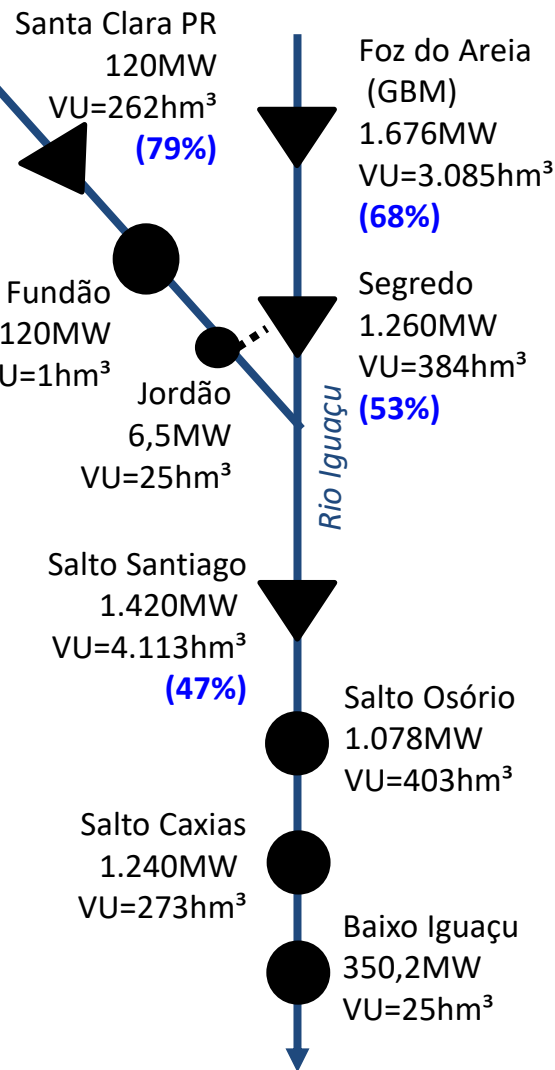 Santa Clara PR
120MW
VU=262hm³
(79%)
Foz do Areia
(GBM)
1.676MW
VU=3.085hm³
(68%)
Fundão
120MW
U=1hm³
Segredo
1.260MW
VU=384hm³
(53%)
Jordão
6,5MW
VU=25hm³
Rio Iguaçu
Salto Santiago
1.420MW
VU=4.113hm³
(47%)
Salto Osório
1.078MW
VU=403hm³
Salto Caxias
1.240MW
VU=273hm³
Baixo Iguaçu
350,2MW
VU=25hm³